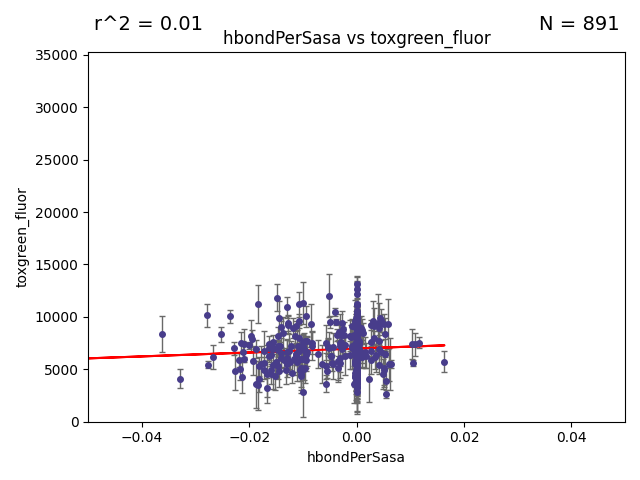 r^2 = 0.01
N = 891
hbondPerSasa vs toxgreen_fluor
35000
30000
25000
20000
15000
10000
5000
0
toxgreen_fluor
−0.04
−0.02
0.00
0.02
0.04
hbondPerSasa